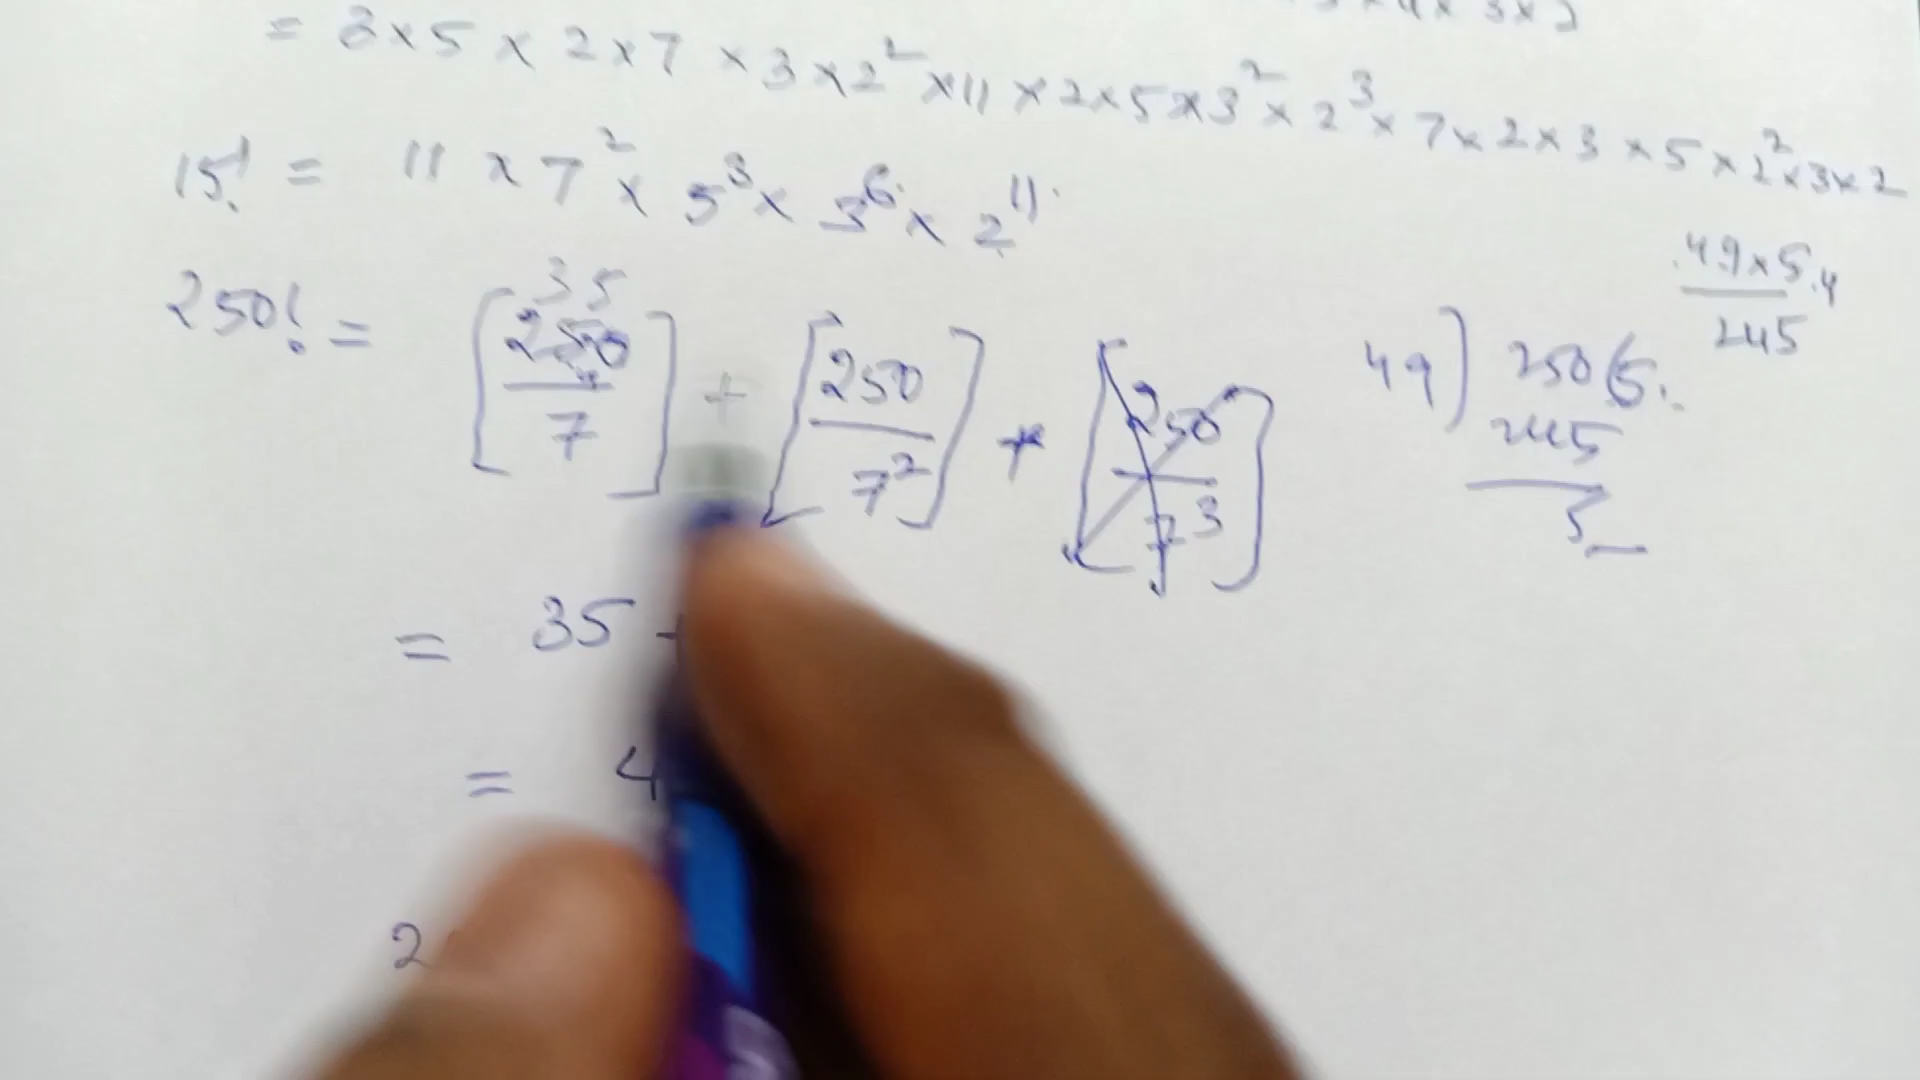 = 3×5 × 2×7 ×3×2²×11×2×5×3²×2³×7×2×3×5×2²×3×2
15! = 11 × 7² × 5³ × 3⁶ × 2¹¹
49×5
245
250! = [250/7] + [250/7²] + [250/7³]
35
49) 250 (5.
245
5
= 35 +
= 4
2